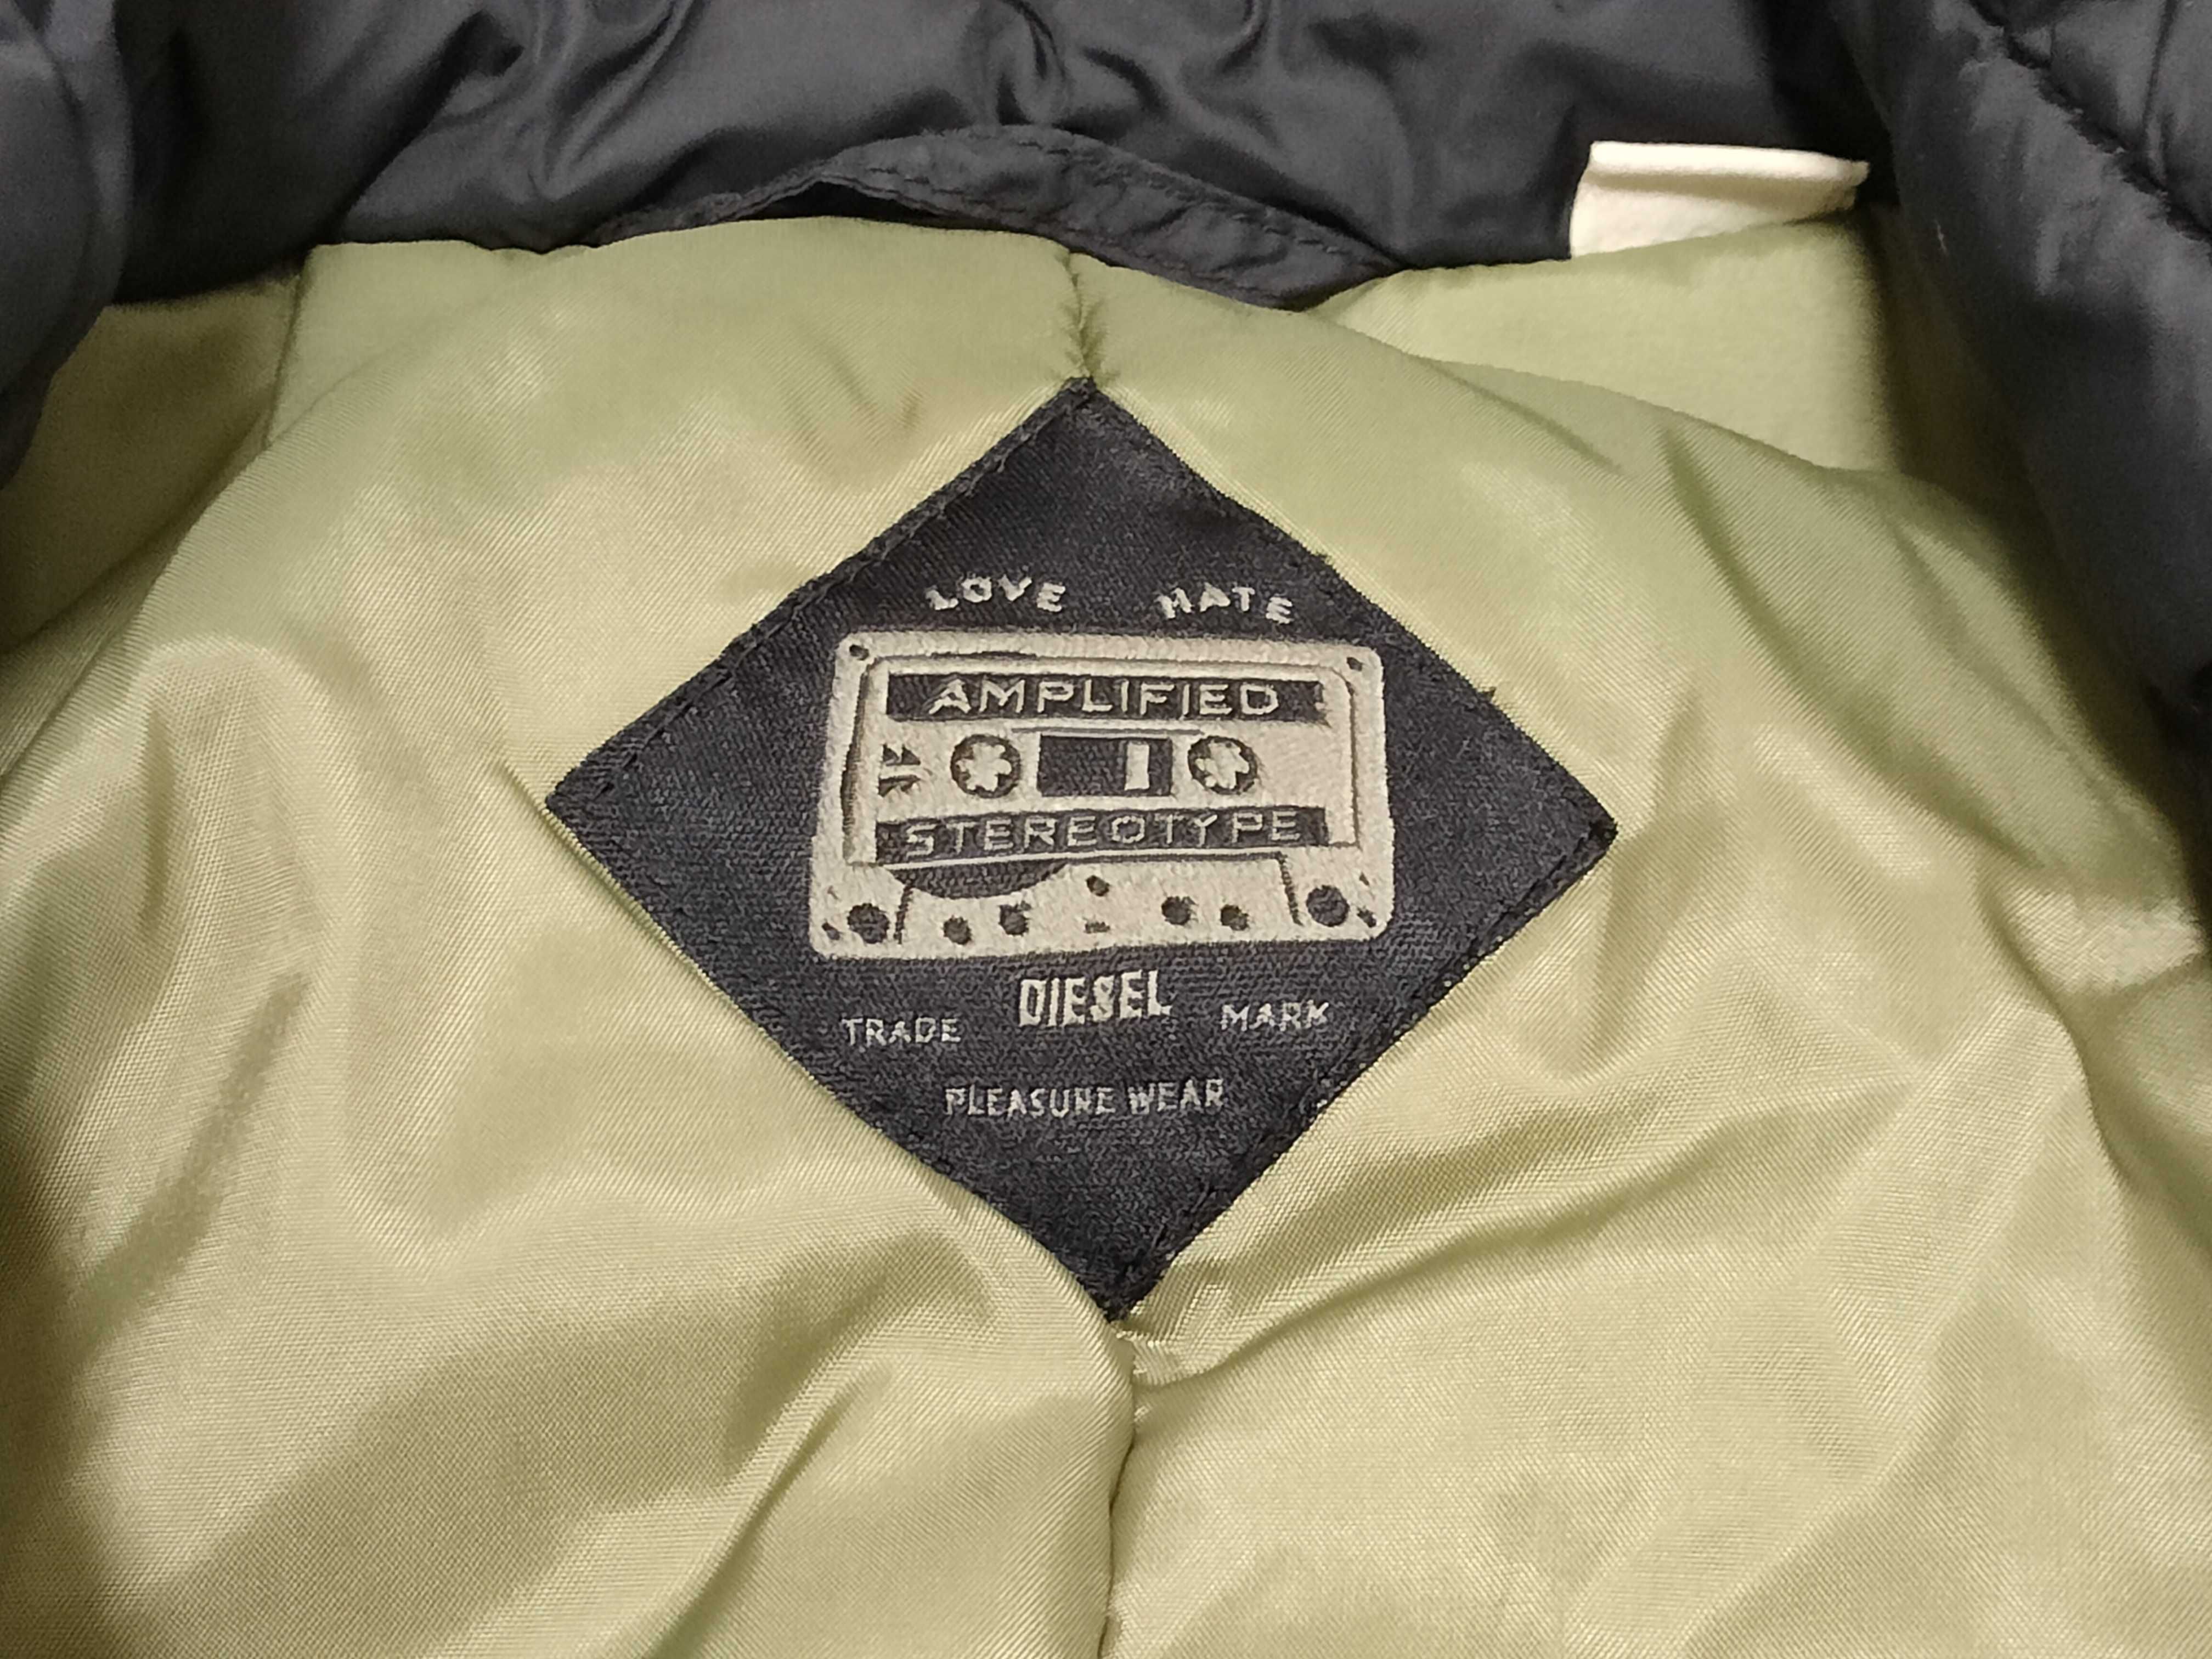 LOVE HATE
AMPLIFIED
STEREOTYPE
DIESEL
TRADE MARK
PLEASURE WEAR